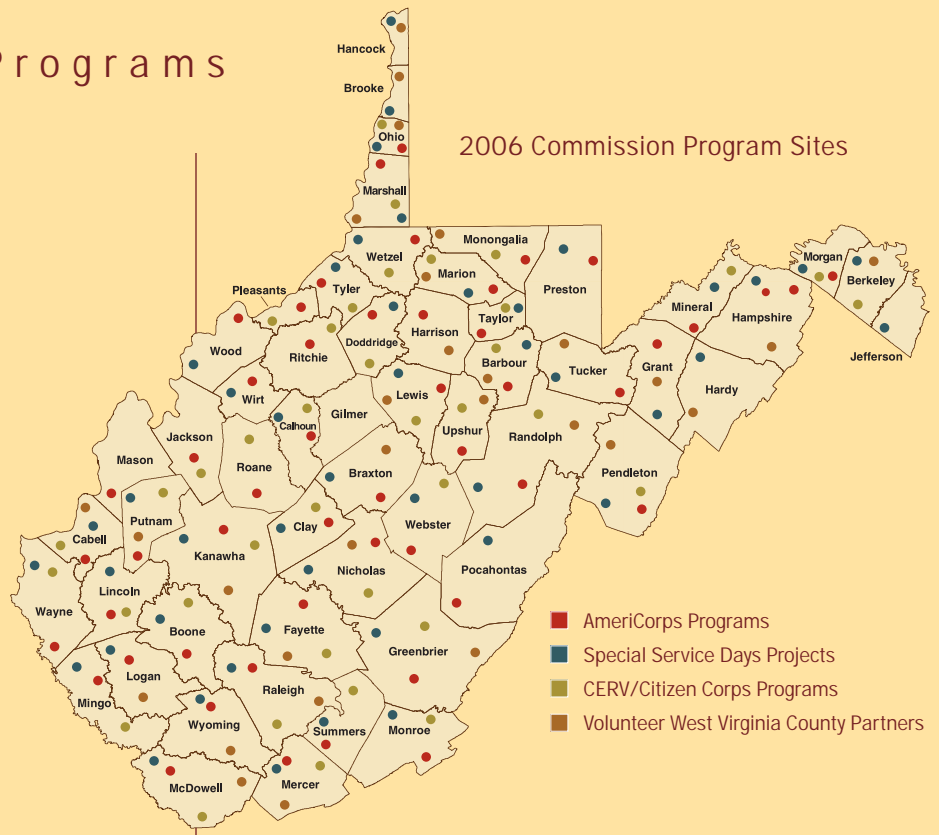 Programs
2006 Commission Program Sites
Hancock
Brooke
Ohio
Marshall
Wetzel
Monongalia
Marion
Preston
Pleasants
Tyler
Taylor
Harrison
Doddridge
Ritchie
Wood
Wirt
Barbour
Tucker
Mineral
Hampshire
Morgan
Berkeley
Jefferson
Grant
Hardy
Lewis
Gilmer
Calhoun
Upshur
Randolph
Pendleton
Jackson
Roane
Mason
Braxton
Webster
Clay
Putnam
Cabell
Kanawha
Nicholas
Pocahontas
Lincoln
Wayne
Boone
Fayette
Greenbrier
Logan
Mingo
Raleigh
Wyoming
Summers
Monroe
McDowell
Mercer
AmeriCorps Programs
Special Service Days Projects
CERV/Citizen Corps Programs
Volunteer West Virginia County Partners